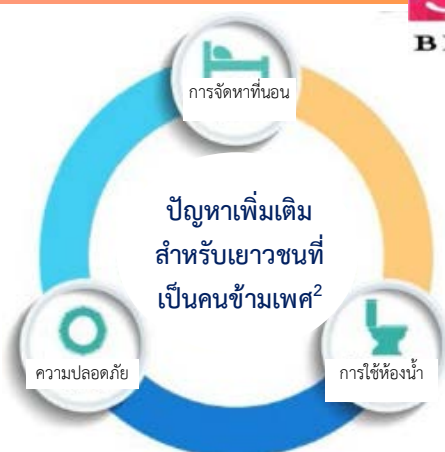 B
การจัดหาที่นอน
ปัญหาเพิ่มเติม
สำหรับเยาวชนที่
เป็นคนข้ามเพศ²
ความปลอดภัย
การใช้ห้องน้ำ